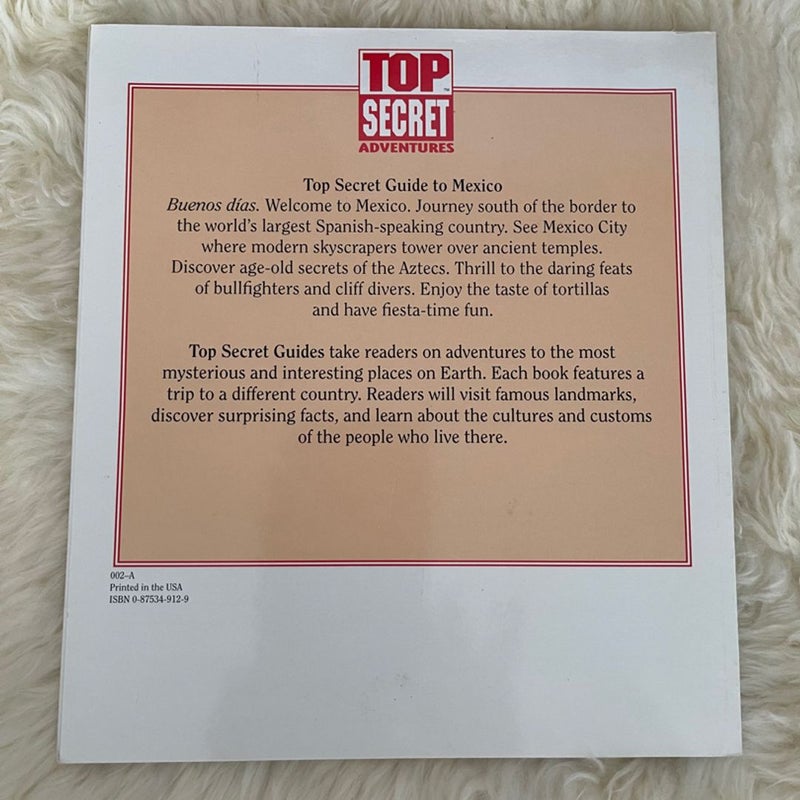 TOP
SECRET
ADVENTURES
Top Secret Guide to Mexico
Buenos días. Welcome to Mexico. Journey south of the border to
the world's largest Spanish-speaking country. See Mexico City
where modern skyscrapers tower over ancient temples.
Discover age-old secrets of the Aztecs. Thrill to the daring feats
of bullfighters and cliff divers. Enjoy the taste of tortillas
and have fiesta-time fun.
Top Secret Guides take readers on adventures to the most
mysterious and interesting places on Earth. Each book features a
trip to a different country. Readers will visit famous landmarks,
discover surprising facts, and learn about the cultures and customs
of the people who live there.
002–A
Printed in the USA
ISBN 0-87534-912-9